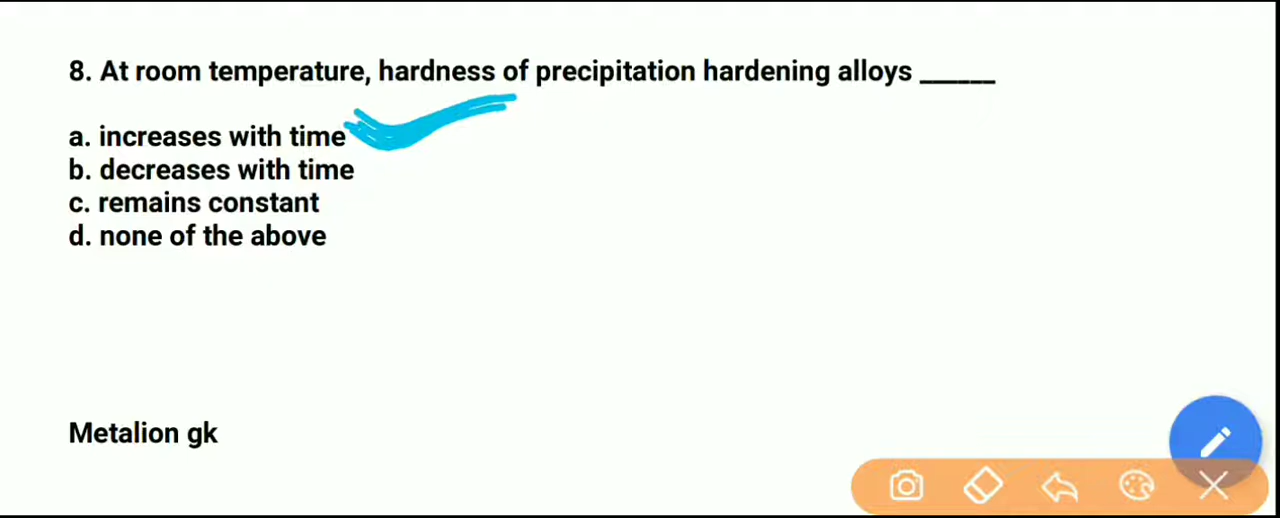 8. At room temperature, hardness of precipitation hardening alloys ______
a. increases with time
b. decreases with time
c. remains constant
d. none of the above
Metalion gk